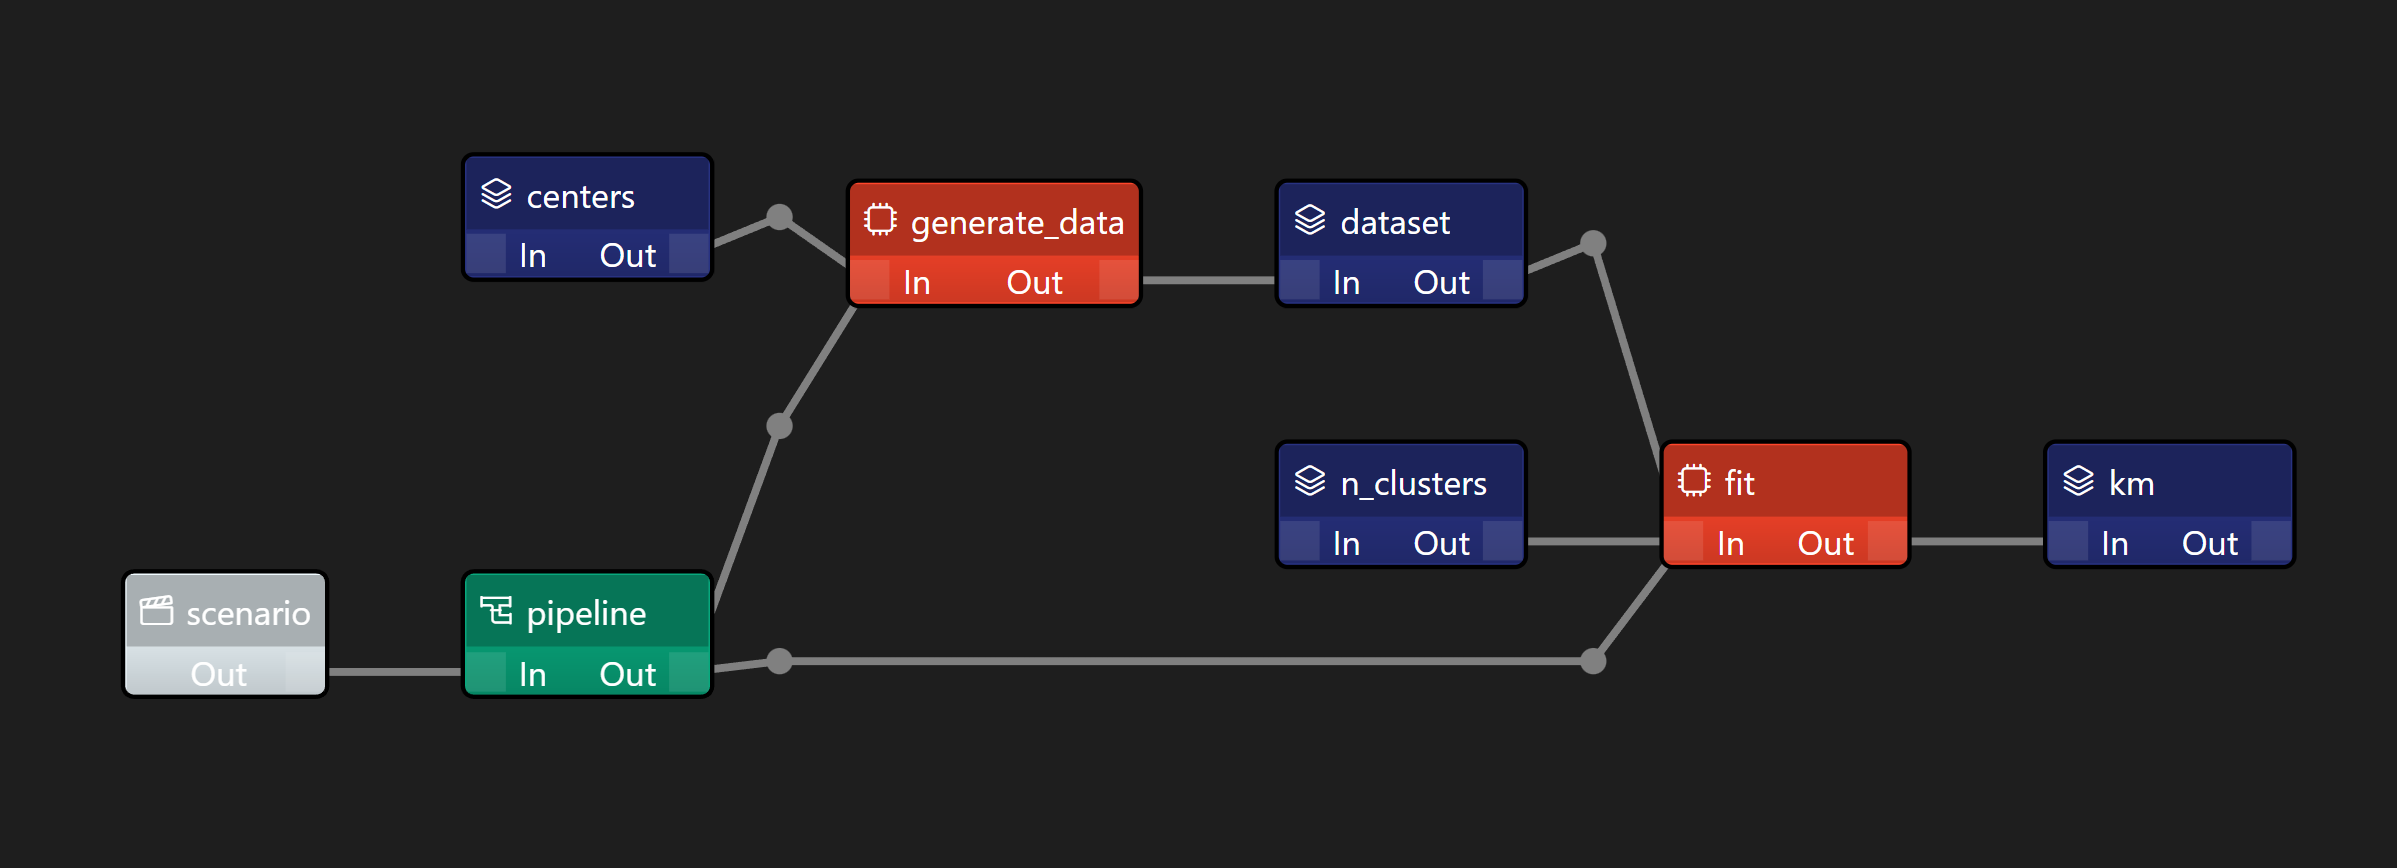 centers
In Out
generate_data
In Out
dataset
In Out
n_clusters
In Out
fit
In Out
km
In Out
scenario
Out
pipeline
In Out